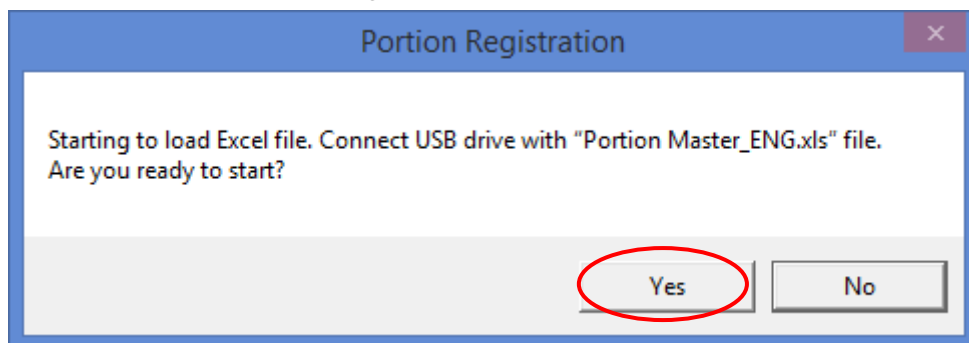 Portion Registration
Starting to load Excel file. Connect USB drive with “Portion Master_ENG.xls” file.
Are you ready to start?
Yes No